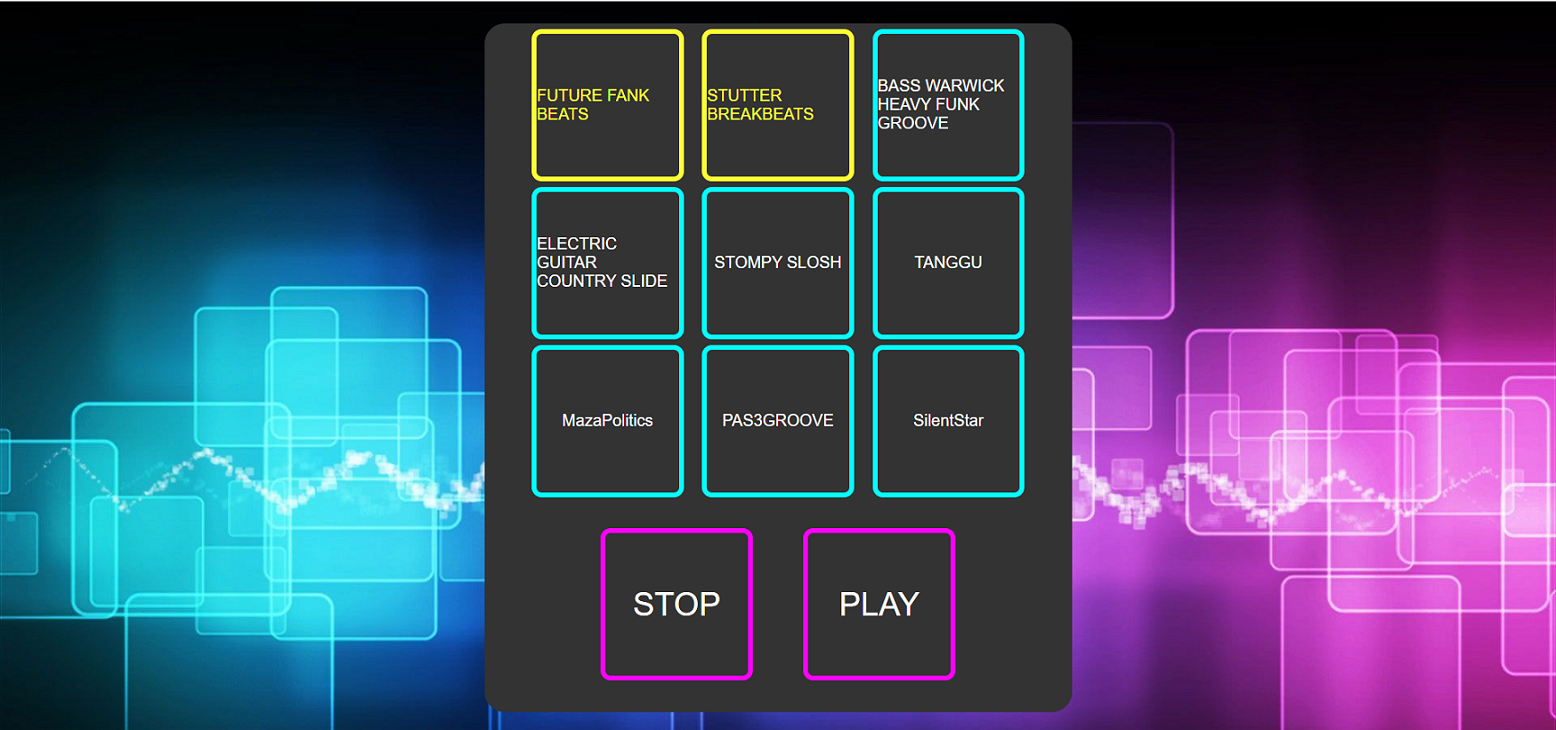 FUTURE FANK
BEATS
STUTTER
BREAKBEATS
BASS WARWICK
HEAVY FUNK
GROOVE
ELECTRIC
GUITAR
COUNTRY SLIDE
STOMPY SLOSH
TANGGU
MazaPolitics
PAS3GROOVE
SilentStar
STOP
PLAY